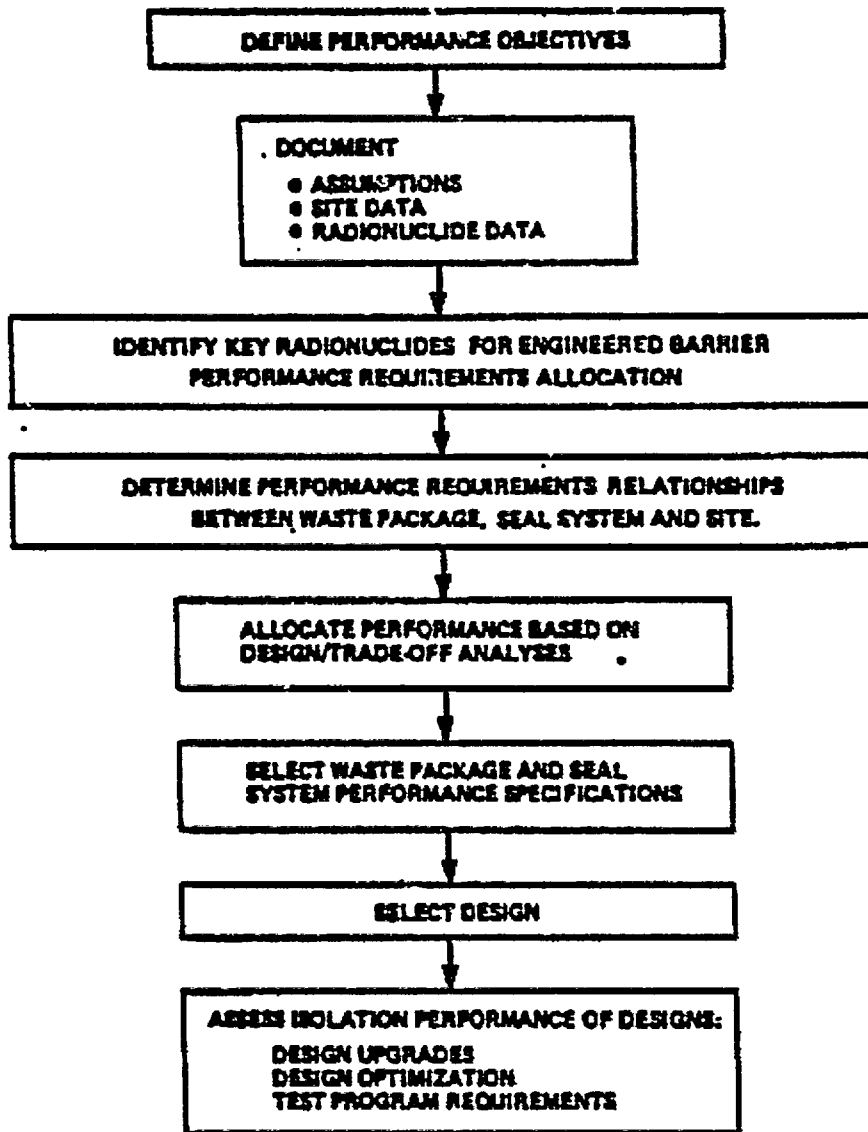 DEFINE PERFORMANCE OBJECTIVES
DOCUMENT
● ASSUMPTIONS
● SITE DATA
● RADIONUCLIDE DATA
IDENTIFY KEY RADIONUCLIDES FOR ENGINEERED BARRIER
PERFORMANCE REQUIREMENTS ALLOCATION
DETERMINE PERFORMANCE REQUIREMENTS RELATIONSHIPS
BETWEEN WASTE PACKAGE, SEAL SYSTEM AND SITE.
ALLOCATE PERFORMANCE BASED ON
DESIGN/TRADE-OFF ANALYSES
SELECT WASTE PACKAGE AND SEAL
SYSTEM PERFORMANCE SPECIFICATIONS
SELECT DESIGN
ASSESS ISOLATION PERFORMANCE OF DESIGNS:
DESIGN UPGRADES
DESIGN OPTIMIZATION
TEST PROGRAM REQUIREMENTS